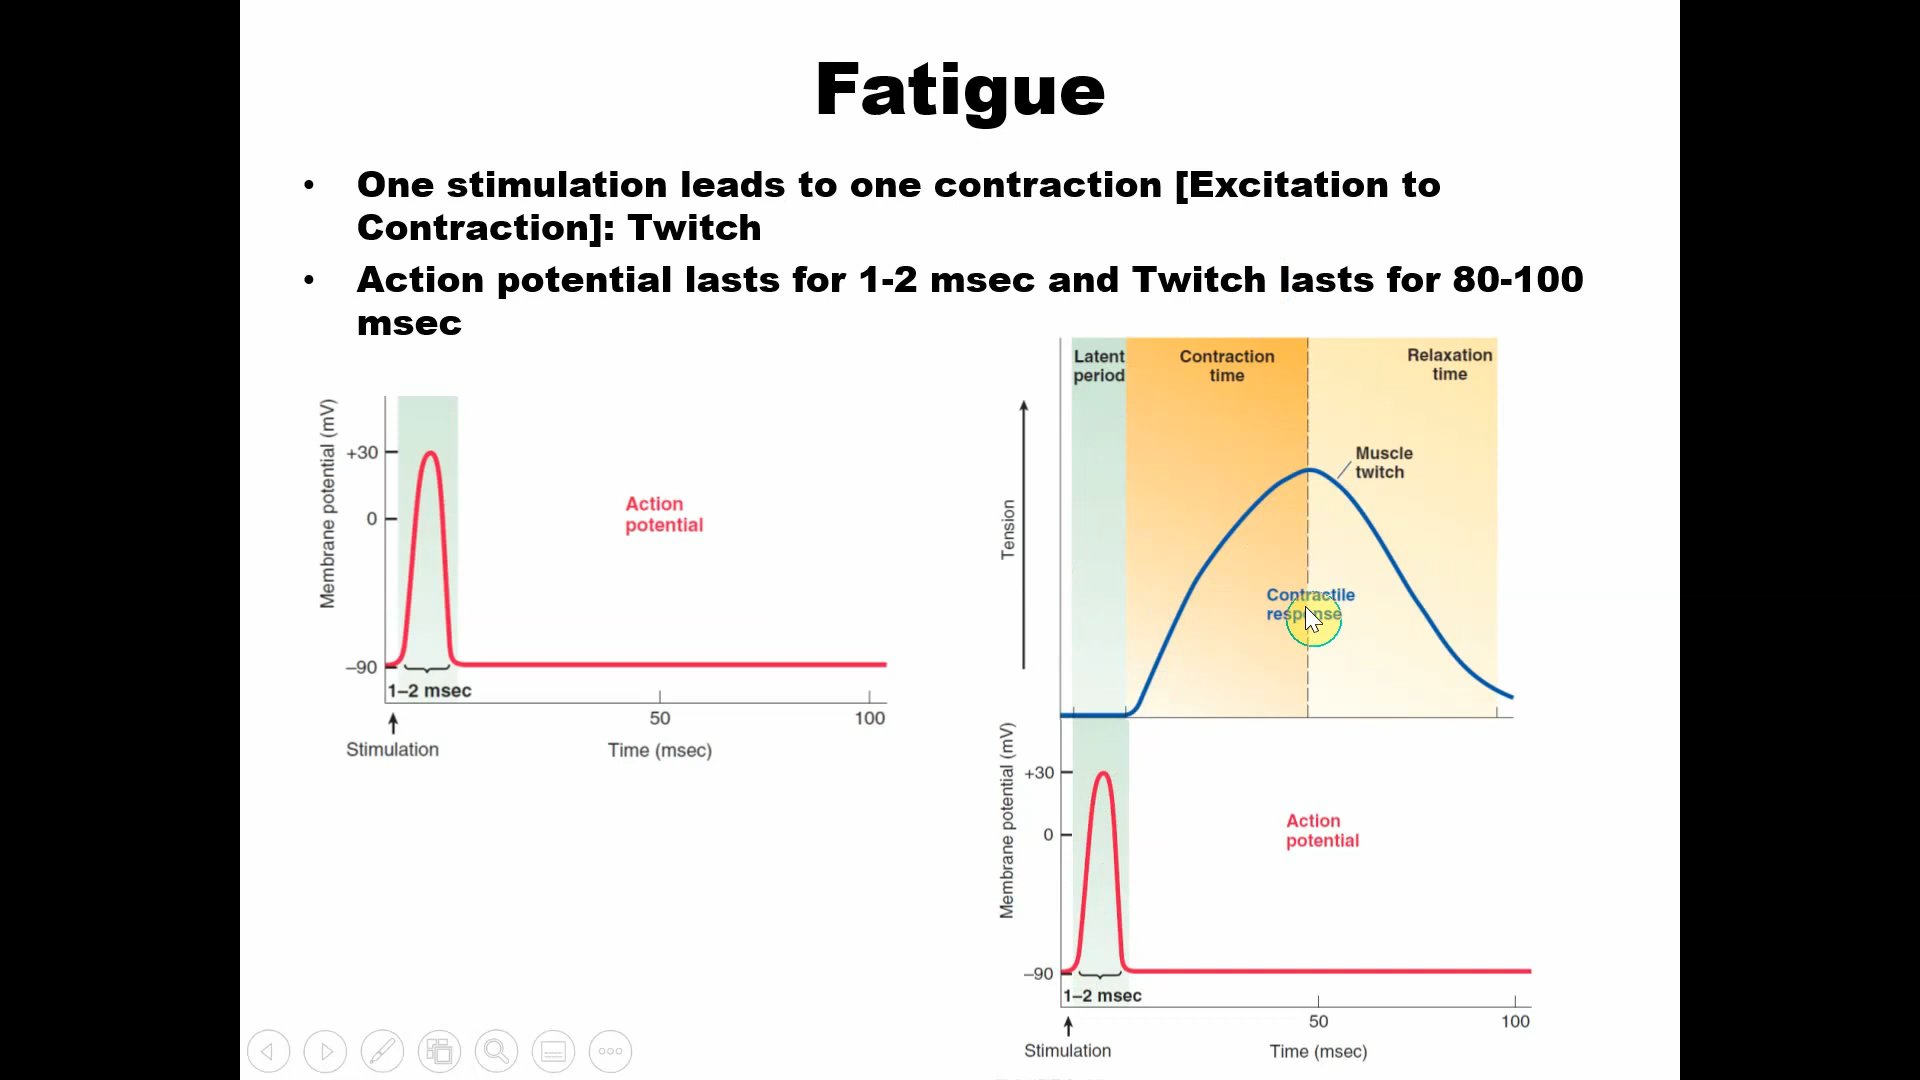 Fatigue
• One stimulation leads to one contraction [Excitation to
Contraction]: Twitch
• Action potential lasts for 1-2 msec and Twitch lasts for 80-100
msec
Membrane potential (mV)
+30
0
–90
Action
potential
1–2 msec
50
100
Stimulation
Time (msec)
Latent
period
Contraction
time
Relaxation
time
Tension
Muscle
twitch
Contractile
response
Membrane potential (mV)
+30
0
–90
Action
potential
1–2 msec
50
100
Stimulation
Time (msec)